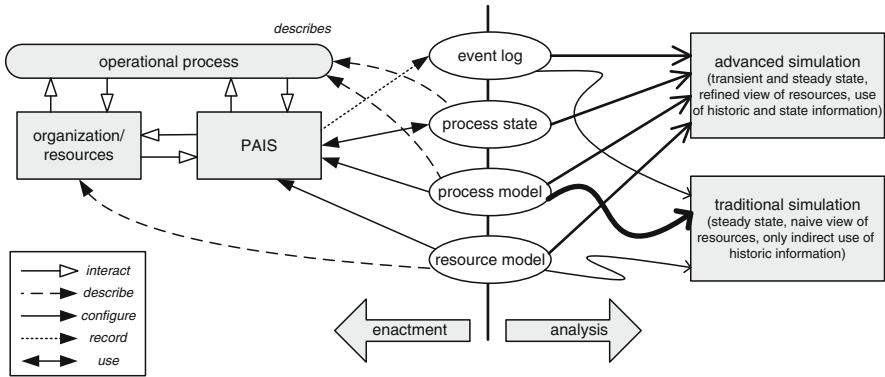 describes
operational process
organization/
resources
PAIS
event log
process state
process model
resource model
advanced simulation
(transient and steady state,
refined view of resources, use
of historic and state information)
traditional simulation
(steady state, naive view of
resources, only indirect use of
historic information)
interact
describe
configure
record
use
enactment
analysis